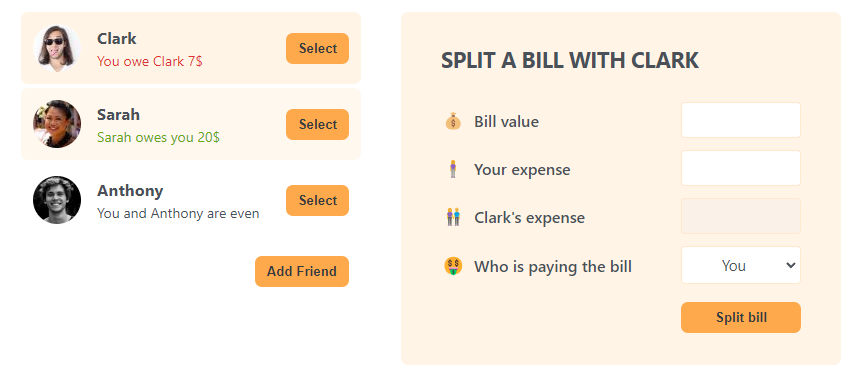 Clark
You owe Clark 7$
Select
Sarah
Sarah owes you 20$
Select
Anthony
You and Anthony are even
Select
Add Friend
SPLIT A BILL WITH CLARK
💰 Bill value
🧍‍♀️ Your expense
👬 Clark's expense
🤑 Who is paying the bill
You
Split bill